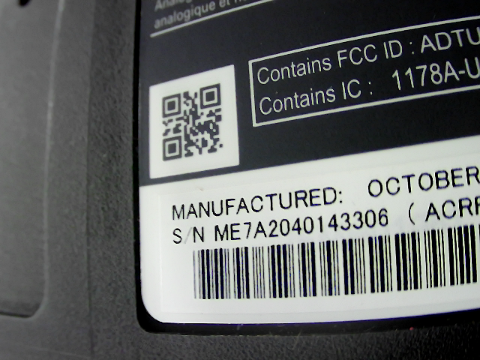 analogique et
Contains FCC ID : ADTU
Contains IC : 1178A-U
MANUFACTURED: OCTOBER
S/N ME7A2040143306 ( ACRF